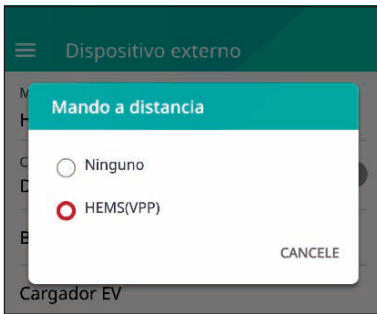 Dispositivo externo
M
H
Mando a distancia
C
D
Ninguno
HEMS(VPP)
B
CANCELE
Cargador EV